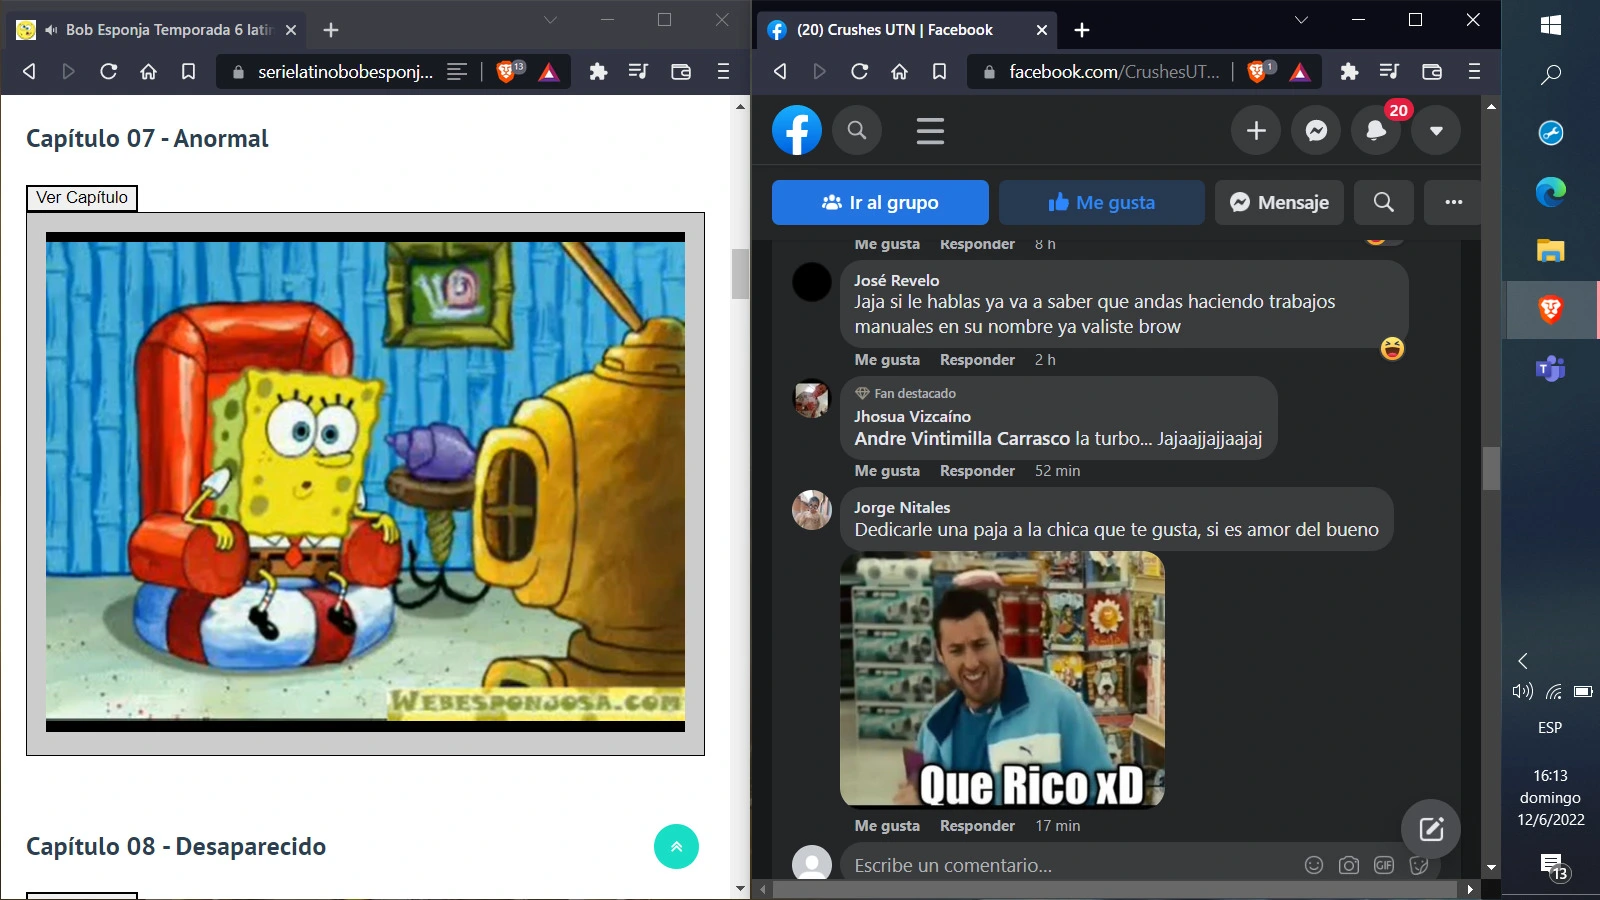 Bob Esponja Temporada 6 latin
serielatinobobesponj...
13
Capítulo 07 - Anormal
Ver Capítulo
WEBESPONJOSA.COM
Capítulo 08 - Desaparecido
(20) Crushes UTN | Facebook
facebook.com/CrushesUT...
1
20
Ir al grupo
Me gusta
Mensaje
Me gusta Responder 8 h
José Revelo
Jaja si le hablas ya va a saber que andas haciendo trabajos
manuales en su nombre ya valiste brow
Me gusta Responder 2 h
Fan destacado
Jhosua Vizcaíno
Andre Vintimilla Carrasco la turbo... Jajaajjajjaajaj
Me gusta Responder 52 min
Jorge Nitales
Dedicarle una paja a la chica que te gusta, si es amor del bueno
Que Rico xD
Me gusta Responder 17 min
Escribe un comentario...
GIF
ESP
16:13
domingo
12/6/2022
13